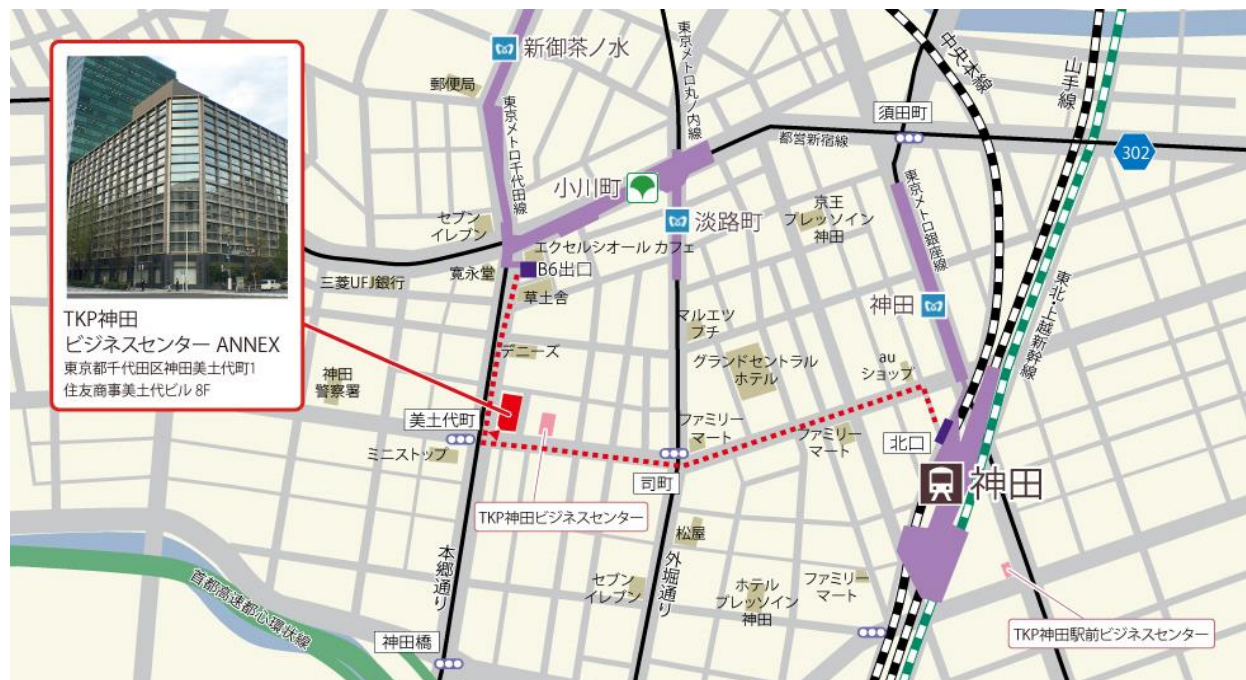 新御茶ノ水
郵便局
東京メトロ千代田線
東京メトロ丸ノ内線
中央本線
山手線
須田町
都営新宿線
302
小川町
淡路町
東京メトロ銀座線
京王
プレッソイン
神田
セブン
イレブン
エクセルシオール カフェ
寛永堂
B6出口
三菱UFJ銀行
草土舎
東北・上越新幹線
TKP神田
ビジネスセンター ANNEX
東京都千代田区神田美土代町1
住友商事美土代ビル 8F
神田
マルエツ
プチ
デニーズ
グランドセントラル
ホテル
au
ショップ
神田
警察署
美土代町
ファミリー
マート
ファミリー
マート
北口
ミニストップ
司町
神田
TKP神田ビジネスセンター
松屋
本郷通り
外堀通り
セブン
イレブン
ホテル
プレッソイン
神田
ファミリー
マート
首都高速都心環状線
神田橋
TKP神田駅前ビジネスセンター